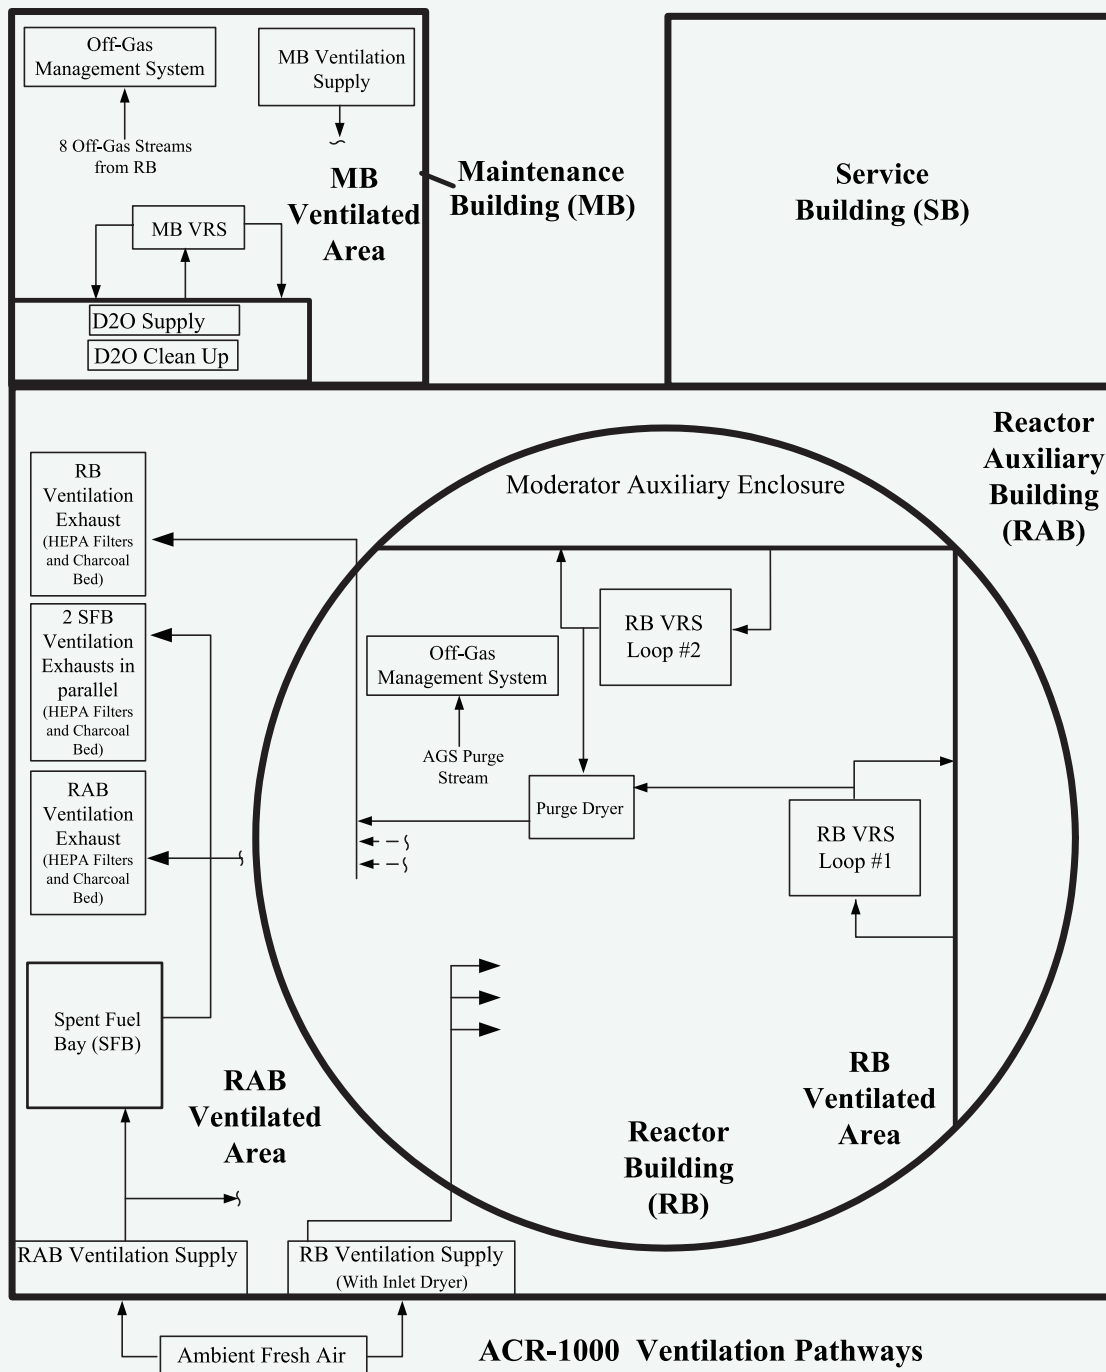 Off-Gas
Management System
8 Off-Gas Streams
from RB
MB Ventilation
Supply
MB
Ventilated
Area
Maintenance
Building (MB)
Service
Building (SB)
MB VRS
D2O Supply
D2O Clean Up
Reactor
Auxiliary
Building
(RAB)
RB
Ventilation
Exhaust
(HEPA Filters
and Charcoal
Bed)
2 SFB
Ventilation
Exhausts in
parallel
(HEPA Filters
and Charcoal
Bed)
RAB
Ventilation
Exhaust
(HEPA Filters
and Charcoal
Bed)
Moderator Auxiliary Enclosure
RB VRS
Loop #2
Off-Gas
Management System
AGS Purge
Stream
Purge Dryer
RB VRS
Loop #1
Spent Fuel
Bay (SFB)
RAB
Ventilated
Area
RB
Ventilated
Area
Reactor
Building
(RB)
RAB Ventilation Supply
RB Ventilation Supply
(With Inlet Dryer)
Ambient Fresh Air
ACR-1000 Ventilation Pathways